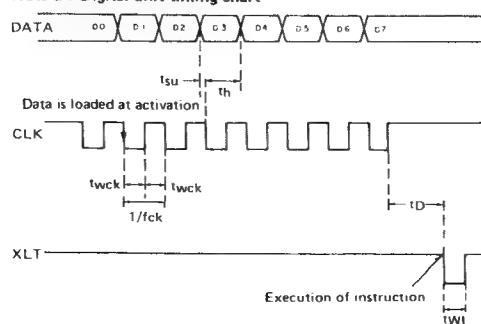 DATA D0 D1 D2 D3 D4 D5 D6 D7
tsu th
Data is loaded at activation
CLK
twck twck
1/fck
tD
XLT
Execution of instruction
twL